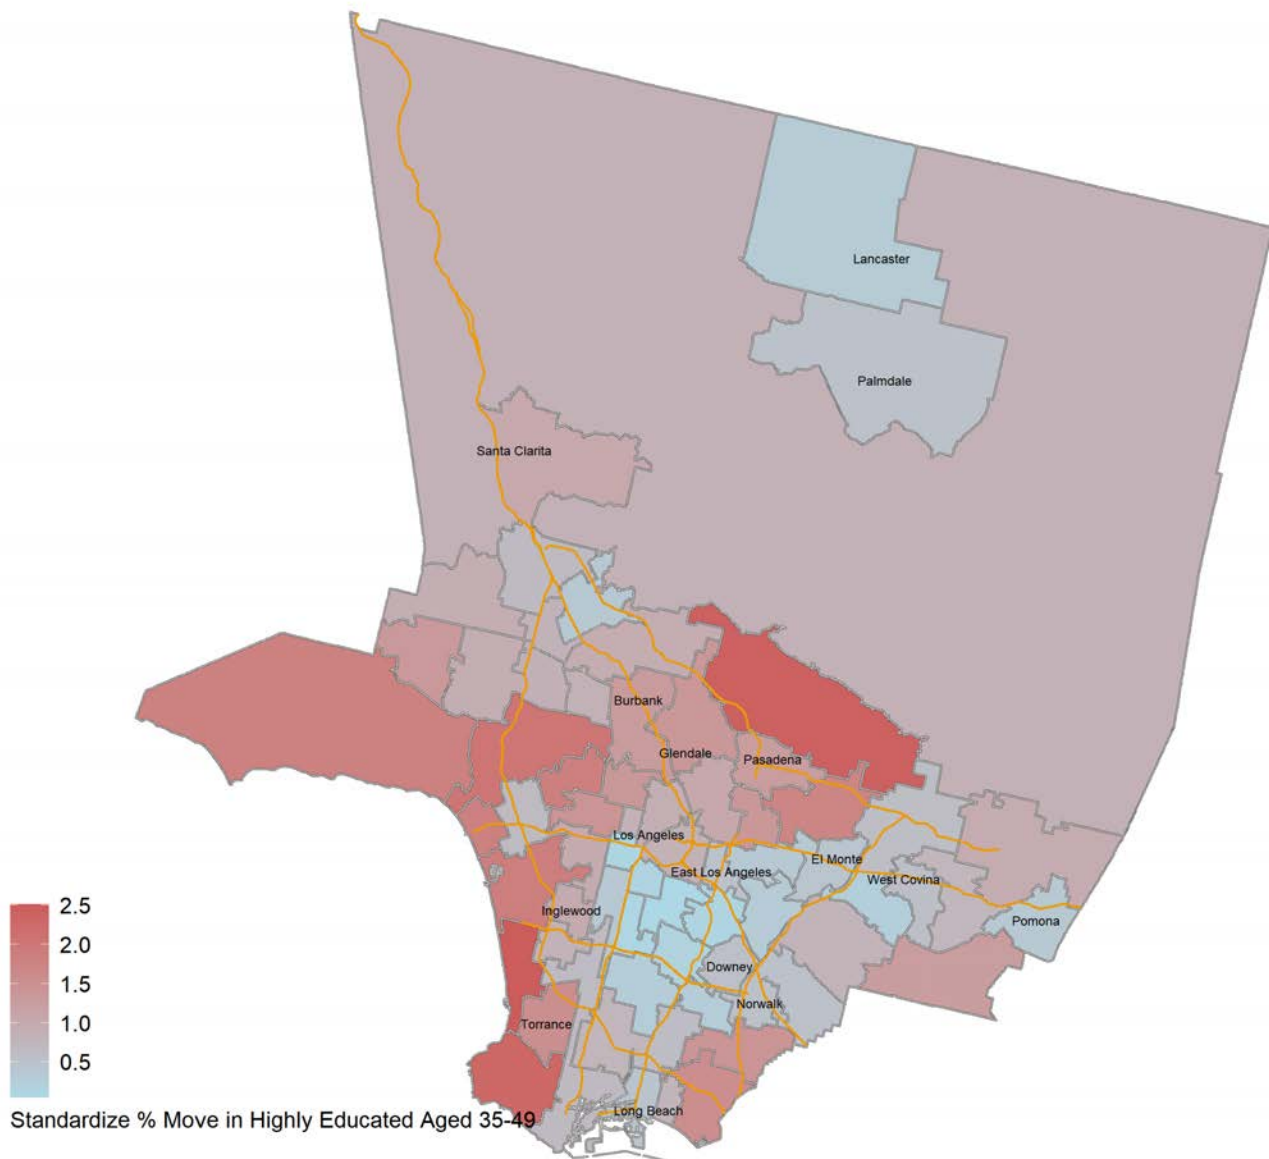 Lancaster
Palmdale
Santa Clarita
Burbank
Glendale
Pasadena
Los Angeles
El Monte
East Los Angeles
West Covina
Inglewood
Pomona
Downey
Norwalk
Torrance
Long Beach
2.5
2.0
1.5
1.0
0.5
Standardize % Move in Highly Educated Aged 35-49